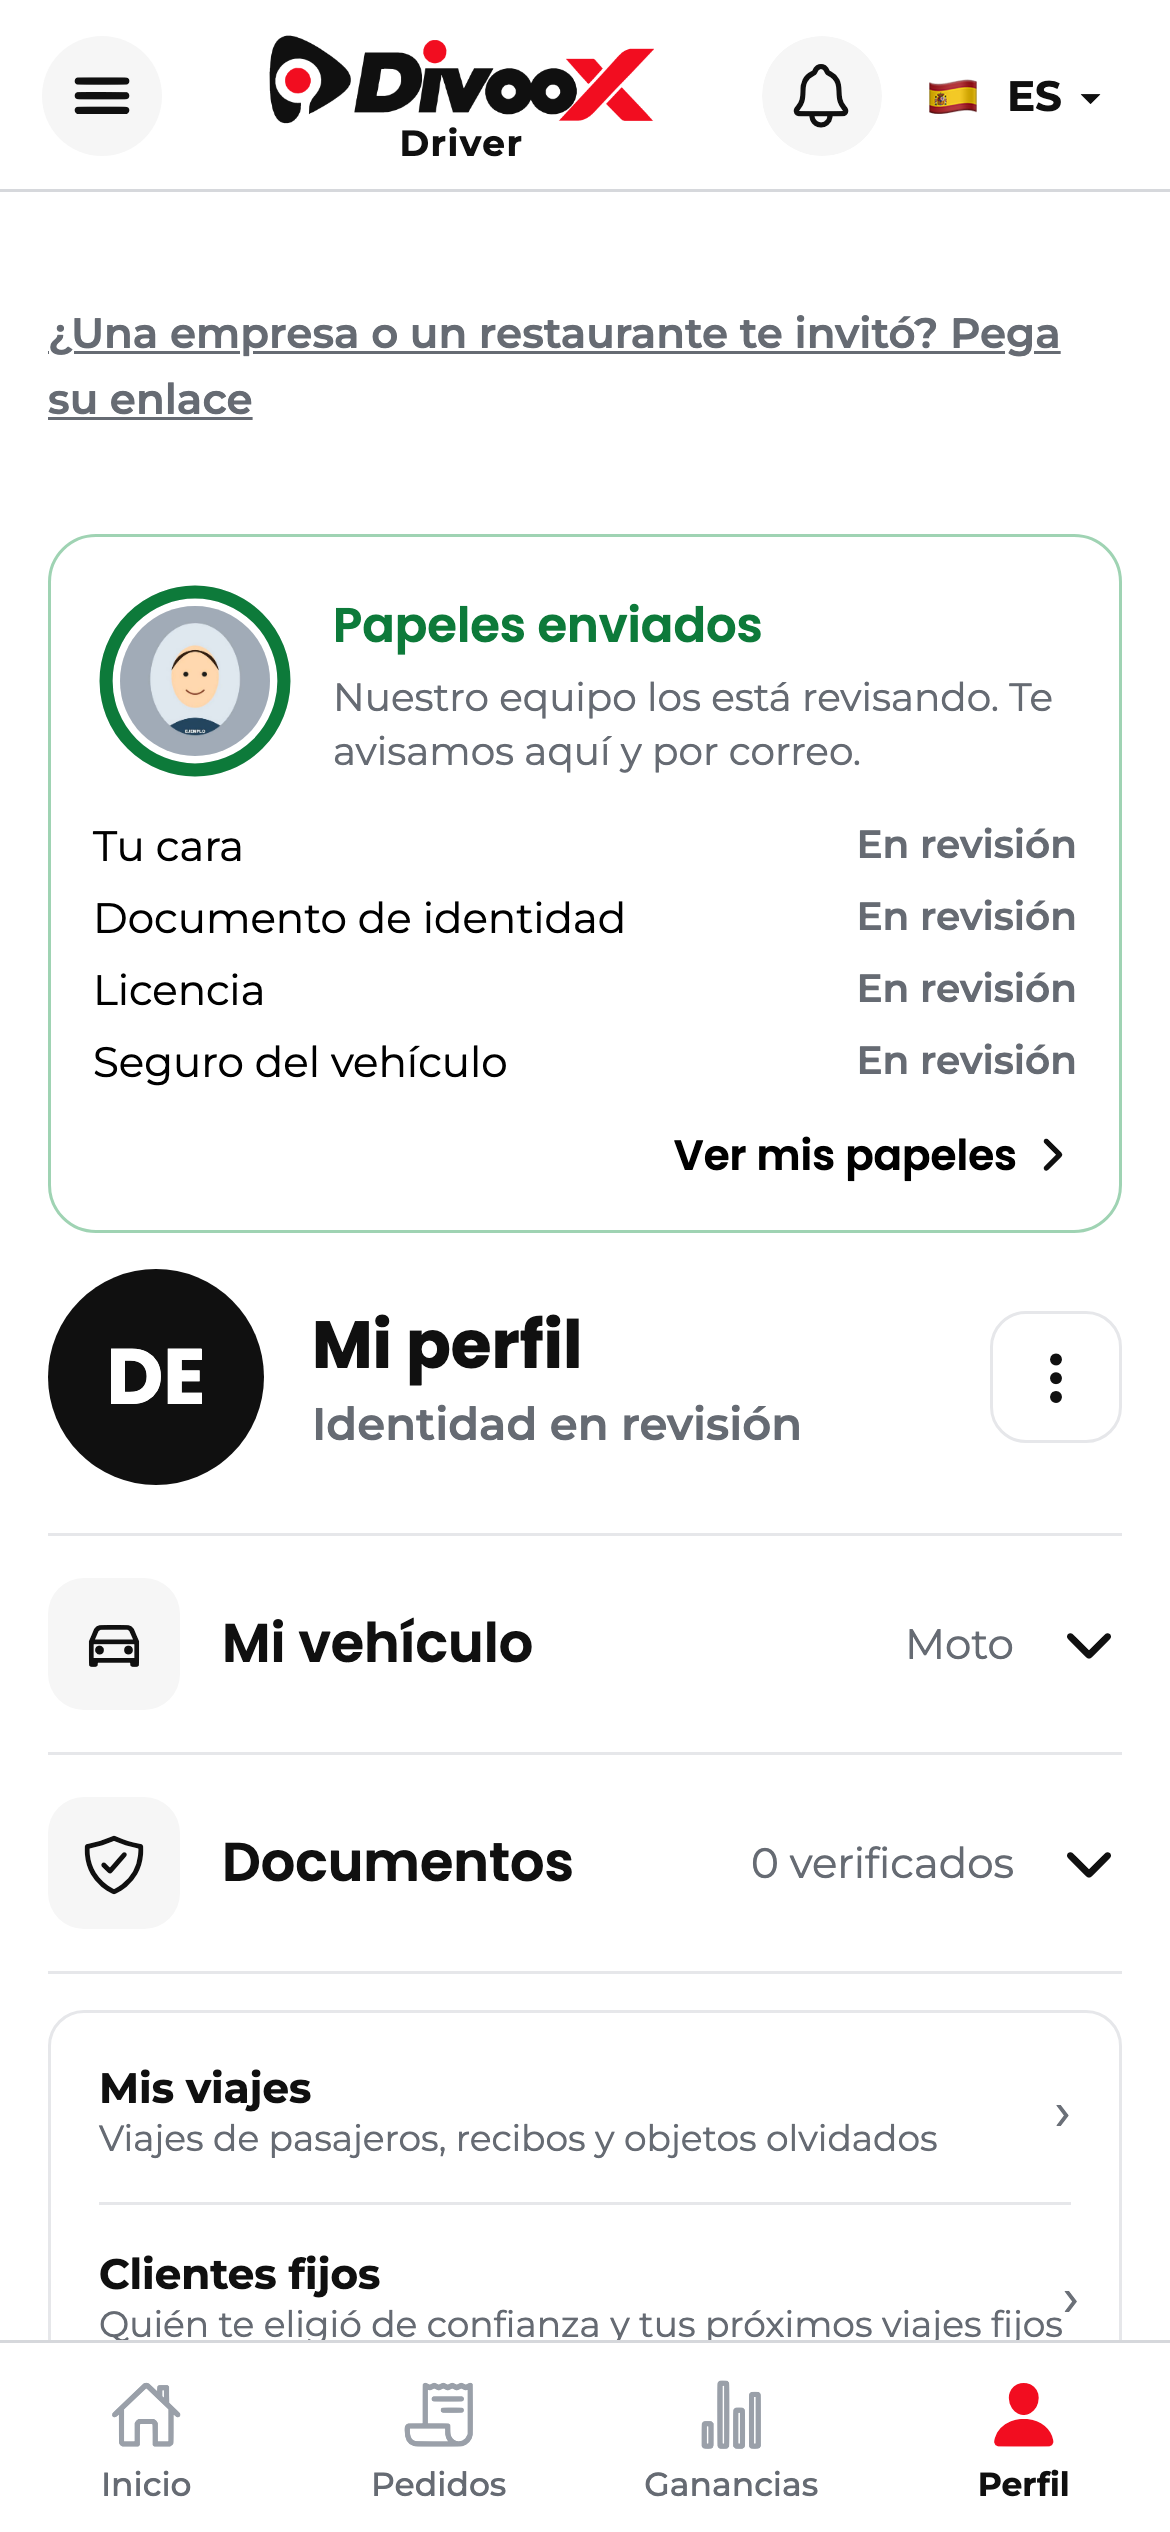 DivooX
Driver
ES
¿Una empresa o un restaurante te invitó? Pega
su enlace
Papeles enviados
Nuestro equipo los está revisando. Te
avisamos aquí y por correo.
EJEMPLO
Tu cara En revisión
Documento de identidad En revisión
Licencia En revisión
Seguro del vehículo En revisión
Ver mis papeles
DE
Mi perfil
Identidad en revisión
Mi vehículo Moto
Documentos 0 verificados
Mis viajes
Viajes de pasajeros, recibos y objetos olvidados
Clientes fijos
Quién te eligió de confianza y tus próximos viajes fijos
Inicio Pedidos Ganancias Perfil